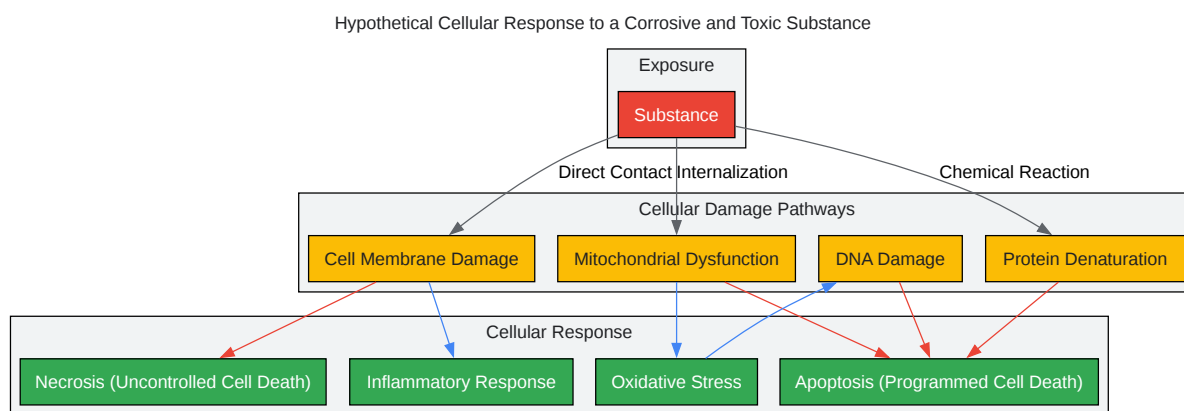 Hypothetical Cellular Response to a Corrosive and Toxic Substance
Exposure
Substance
Direct Contact
Internalization
Chemical Reaction
Cellular Damage Pathways
Cell Membrane Damage
Mitochondrial Dysfunction
DNA Damage
Protein Denaturation
Cellular Response
Necrosis (Uncontrolled Cell Death)
Inflammatory Response
Oxidative Stress
Apoptosis (Programmed Cell Death)